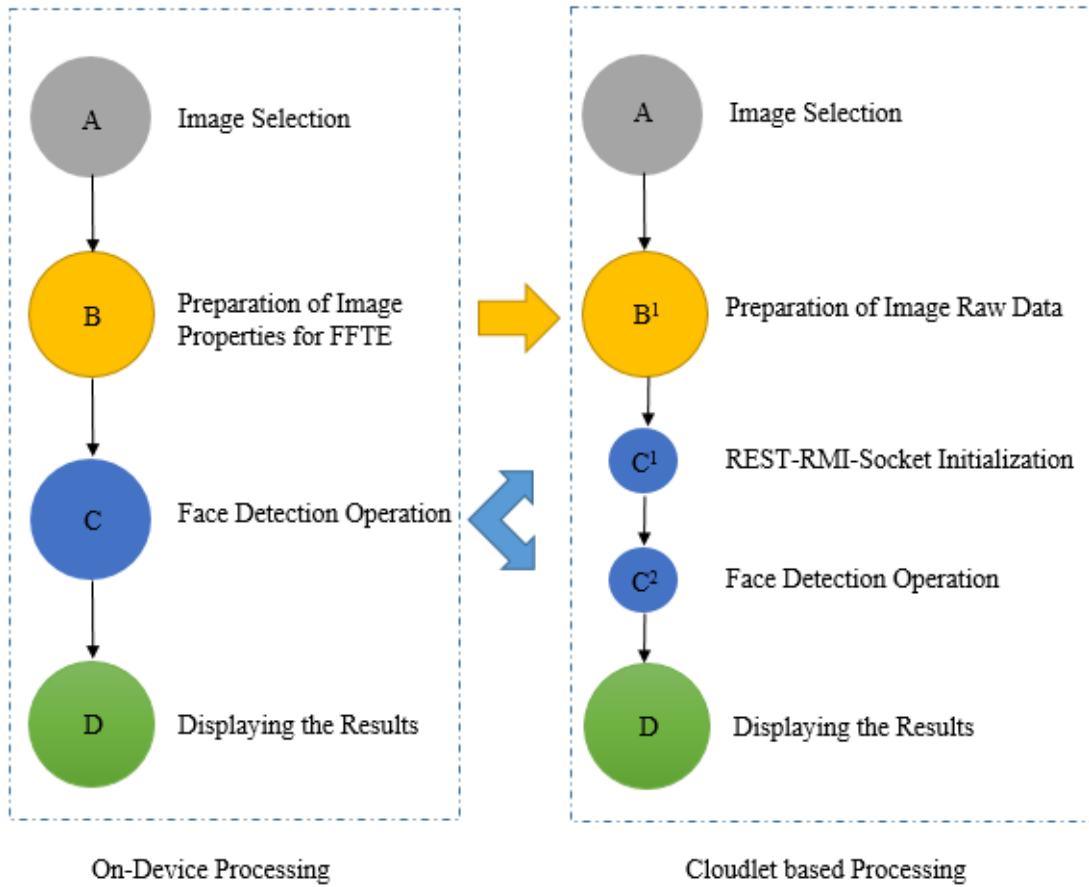 A
Image Selection
B
Preparation of Image
Properties for FFTE
C
Face Detection Operation
D
Displaying the Results
On-Device Processing
A
Image Selection
B¹
Preparation of Image Raw Data
C¹
REST-RMI-Socket Initialization
C²
Face Detection Operation
D
Displaying the Results
Cloudlet based Processing